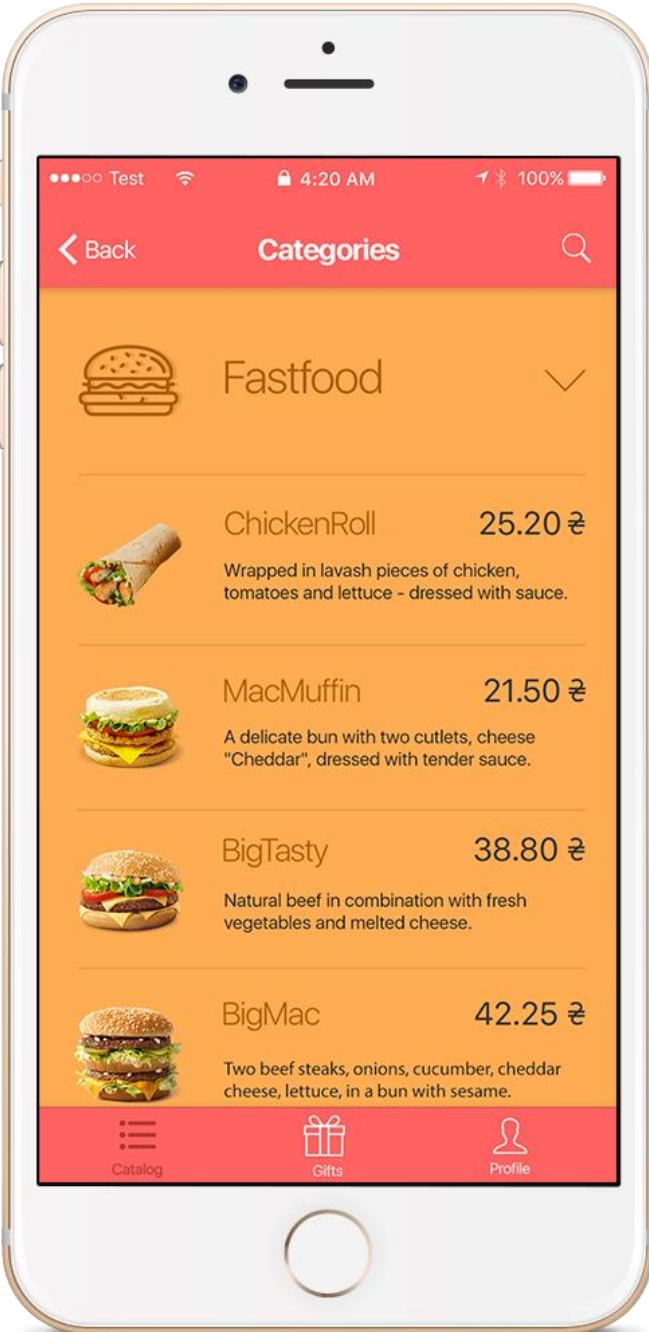 Test 4:20 AM 100%
Back Categories
Fastfood
ChickenRoll 25.20 ₴
Wrapped in lavash pieces of chicken,
tomatoes and lettuce - dressed with sauce.
MacMuffin 21.50 ₴
A delicate bun with two cutlets, cheese
"Cheddar", dressed with tender sauce.
BigTasty 38.80 ₴
Natural beef in combination with fresh
vegetables and melted cheese.
BigMac 42.25 ₴
Two beef steaks, onions, cucumber, cheddar
cheese, lettuce, in a bun with sesame.
Catalog Gifts Profile